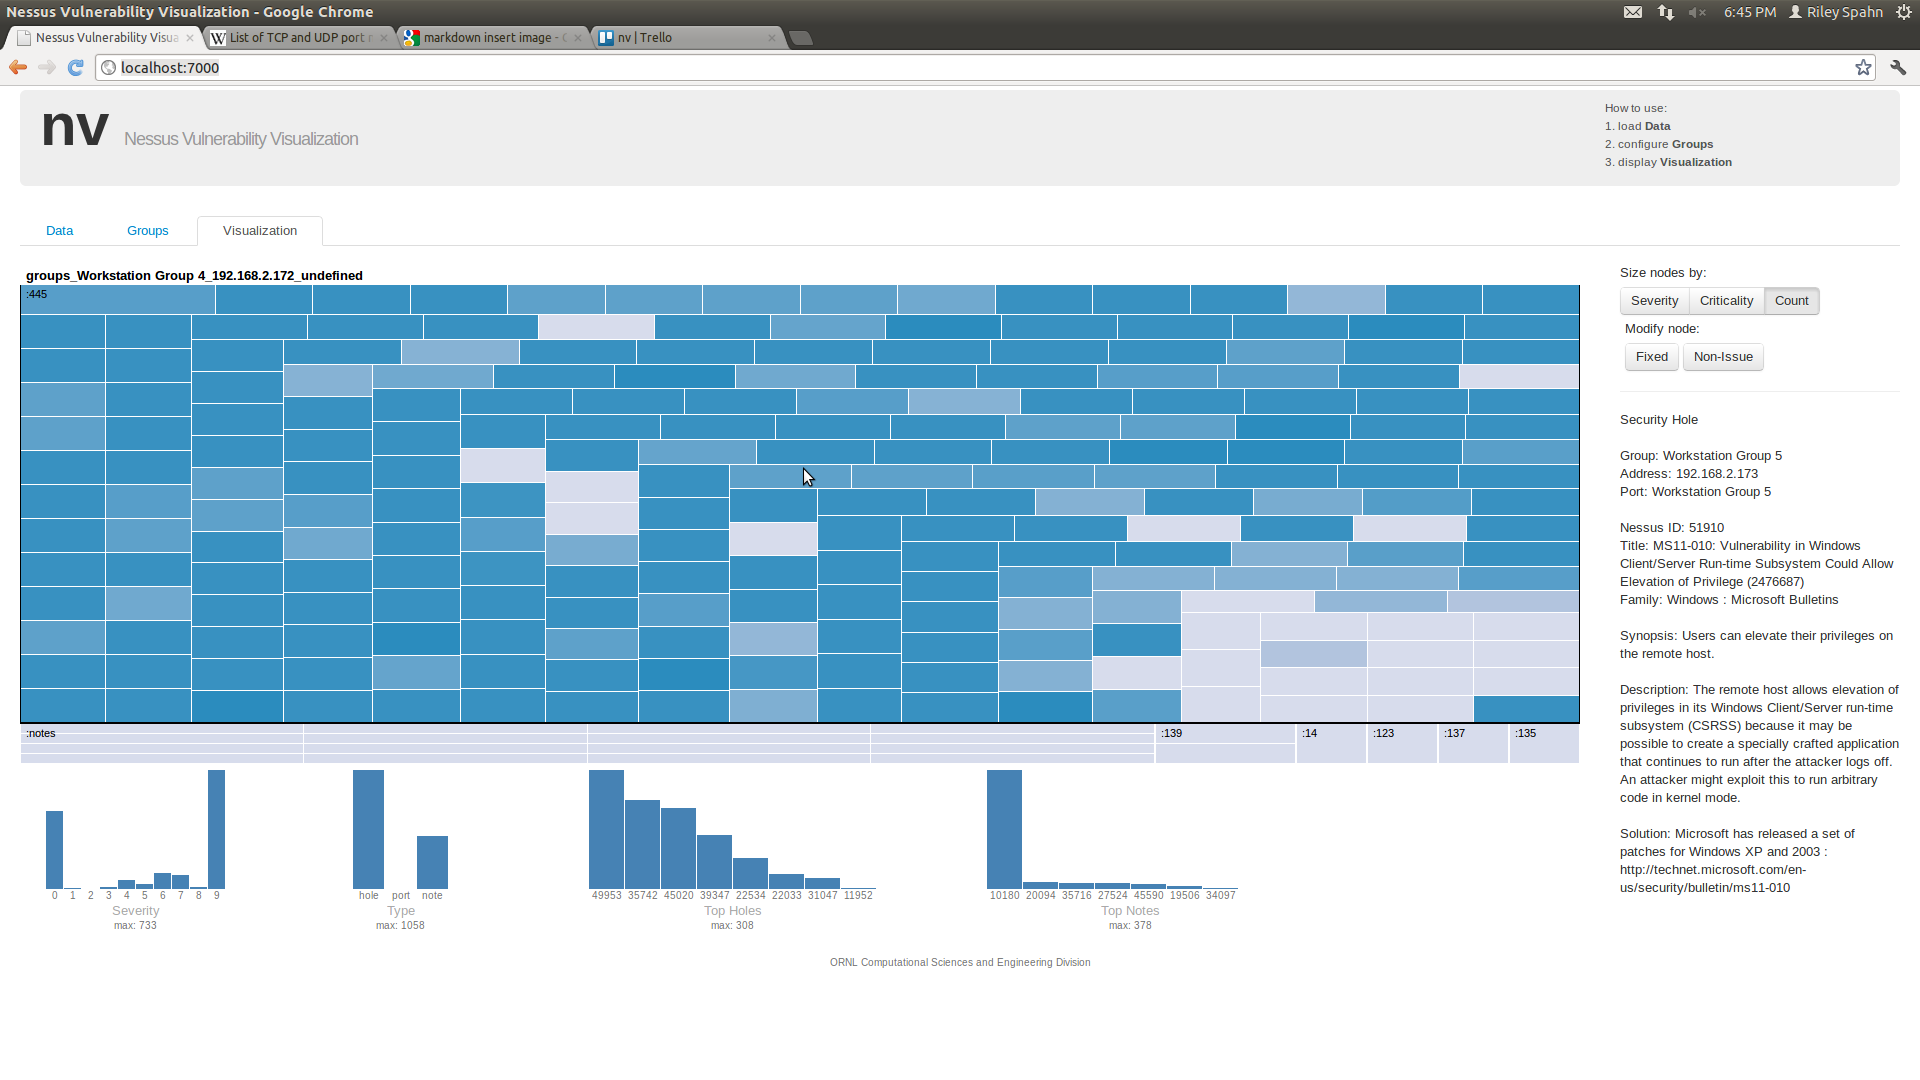 Nessus Vulnerability Visualization - Google Chrome
6:45 PM Riley Spahn
Nessus Vulnerability Visua
List of TCP and UDP port n
markdown insert image - G
nv | Trello
localhost:7000
nv Nessus Vulnerability Visualization
How to use:
1. load Data
2. configure Groups
3. display Visualization
Data
Groups
Visualization
groups_Workstation Group 4_192.168.2.172_undefined
:445
:notes
:139
:14
:123
:137
:135
Size nodes by:
Severity Criticality Count
Modify node:
Fixed Non-Issue
Security Hole
Group: Workstation Group 5
Address: 192.168.2.173
Port: Workstation Group 5
Nessus ID: 51910
Title: MS11-010: Vulnerability in Windows
Client/Server Run-time Subsystem Could Allow
Elevation of Privilege (2476687)
Family: Windows : Microsoft Bulletins
Synopsis: Users can elevate their privileges on
the remote host.
Description: The remote host allows elevation of
privileges in its Windows Client/Server run-time
subsystem (CSRSS) because it may be
possible to create a specially crafted application
that continues to run after the attacker logs off.
An attacker might exploit this to run arbitrary
code in kernel mode.
Solution: Microsoft has released a set of
patches for Windows XP and 2003 :
http://technet.microsoft.com/en-
us/security/bulletin/ms11-010
0 1 2 3 4 5 6 7 8 9
Severity
max: 733
hole port note
Type
max: 1058
49953 35742 45020 39347 22534 22033 31047 11952
Top Holes
max: 308
10180 20094 35716 27524 45590 19506 34097
Top Notes
max: 378
ORNL Computational Sciences and Engineering Division